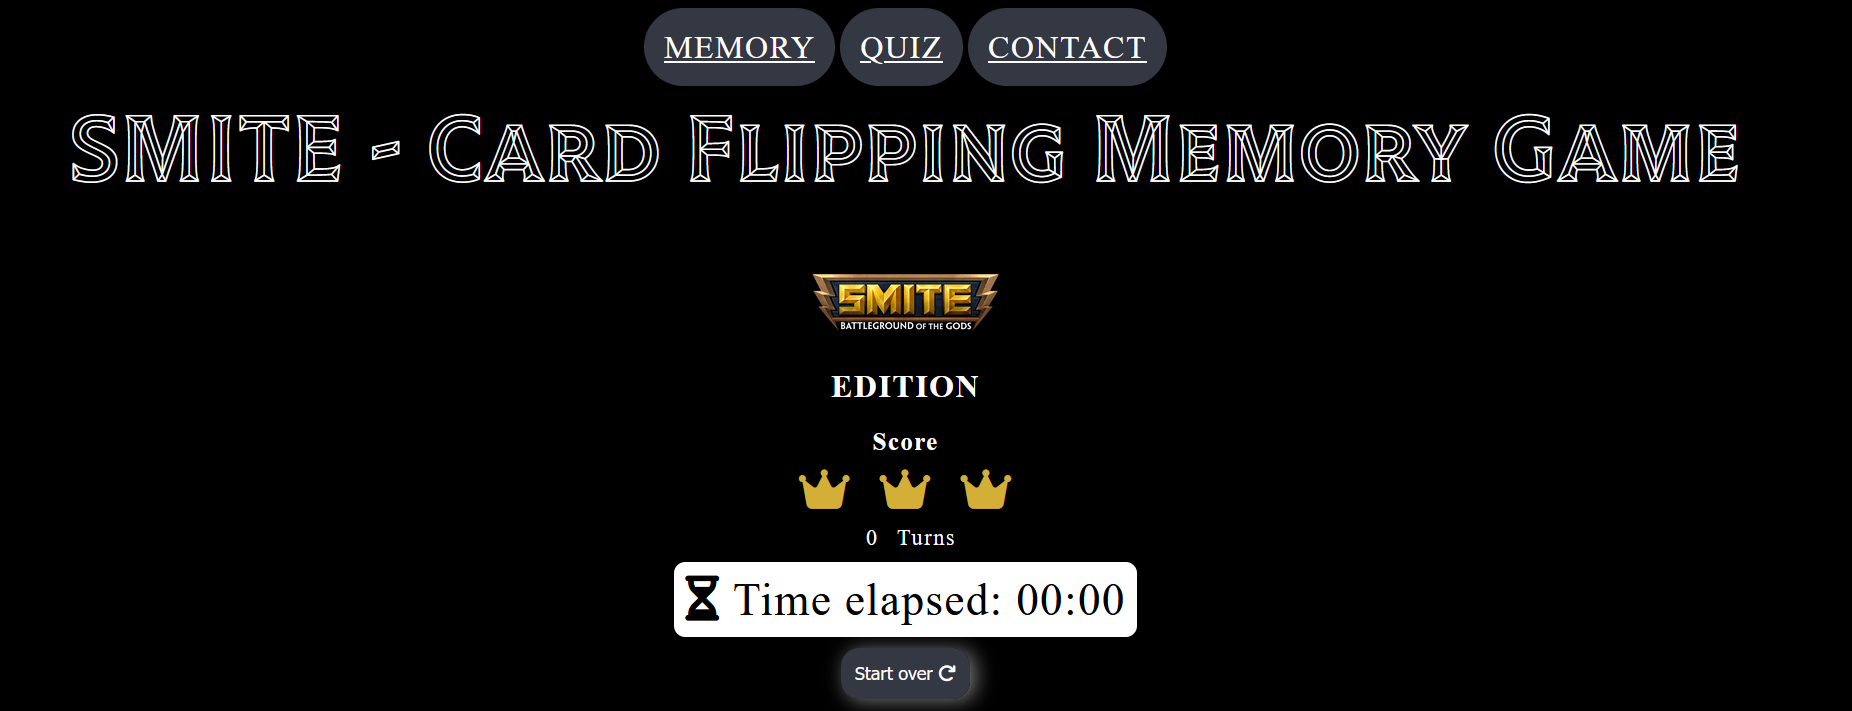 MEMORY QUIZ CONTACT
SMITE - Card Flipping Memory Game
SMITE
BATTLEGROUND OF THE GODS
EDITION
Score
0 Turns
Time elapsed: 00:00
Start over